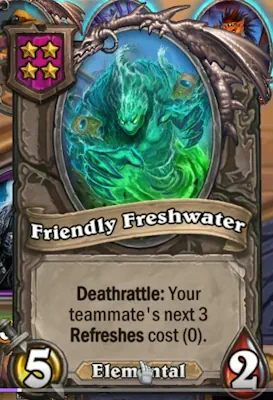 Friendly Freshwater
Deathrattle: Your
teammate's next 3
Refreshes cost (0).
5
Elemental
2